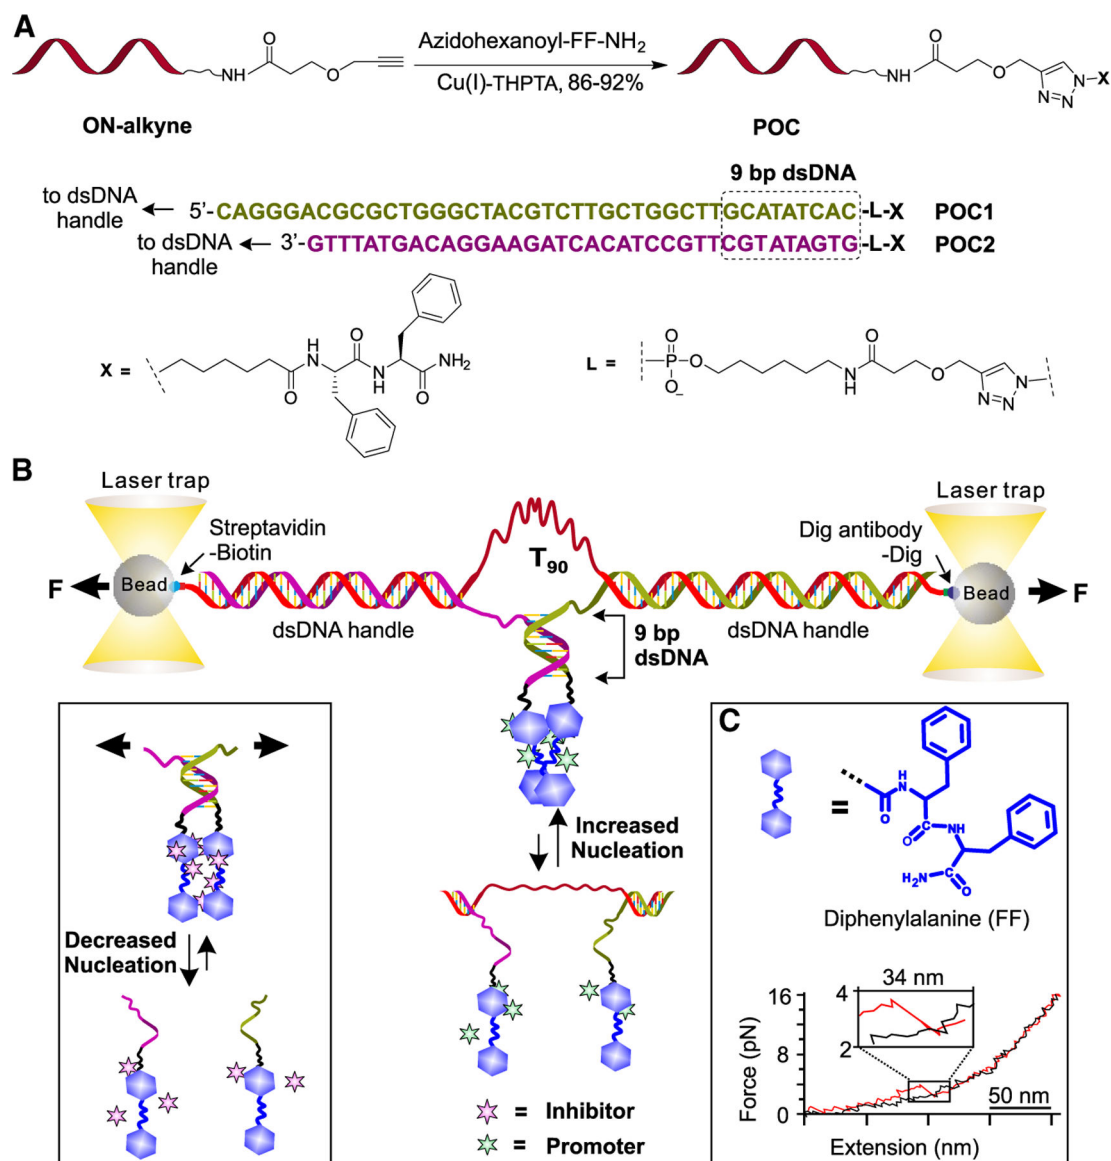 A
NH
O
O
Azidohexanoyl-FF-NH2
Cu(I)-THPTA, 86-92%
NH
O
O
N
N=N
X
ON-alkyne
POC
9 bp dsDNA
to dsDNA
handle
5'-CAGGGACGCGCTGGGCTACGTCTTGCTGGCTTGCATATCAC-L-X POC1
to dsDNA
handle
3'-GTTTATGACAGGAAGATCACATCCGTTCGTATAGTG-L-X POC2
X =
O
H
N
O
N
H
O
NH2
L =
O
P
O
O−
N
H
O
O
N
N=N
B
Laser trap
Streptavidin
-Biotin
F
Bead
dsDNA handle
T90
9 bp
dsDNA
dsDNA handle
Laser trap
Dig antibody
-Dig
Bead
F
Decreased
Nucleation
Increased
Nucleation
= Inhibitor
= Promoter
C
=
C
O
H
N
C
O
NH
H2N
C
O
Diphenylalanine (FF)
34 nm
4
2
16
12
8
4
0
Force (pN)
50 nm
Extension (nm)